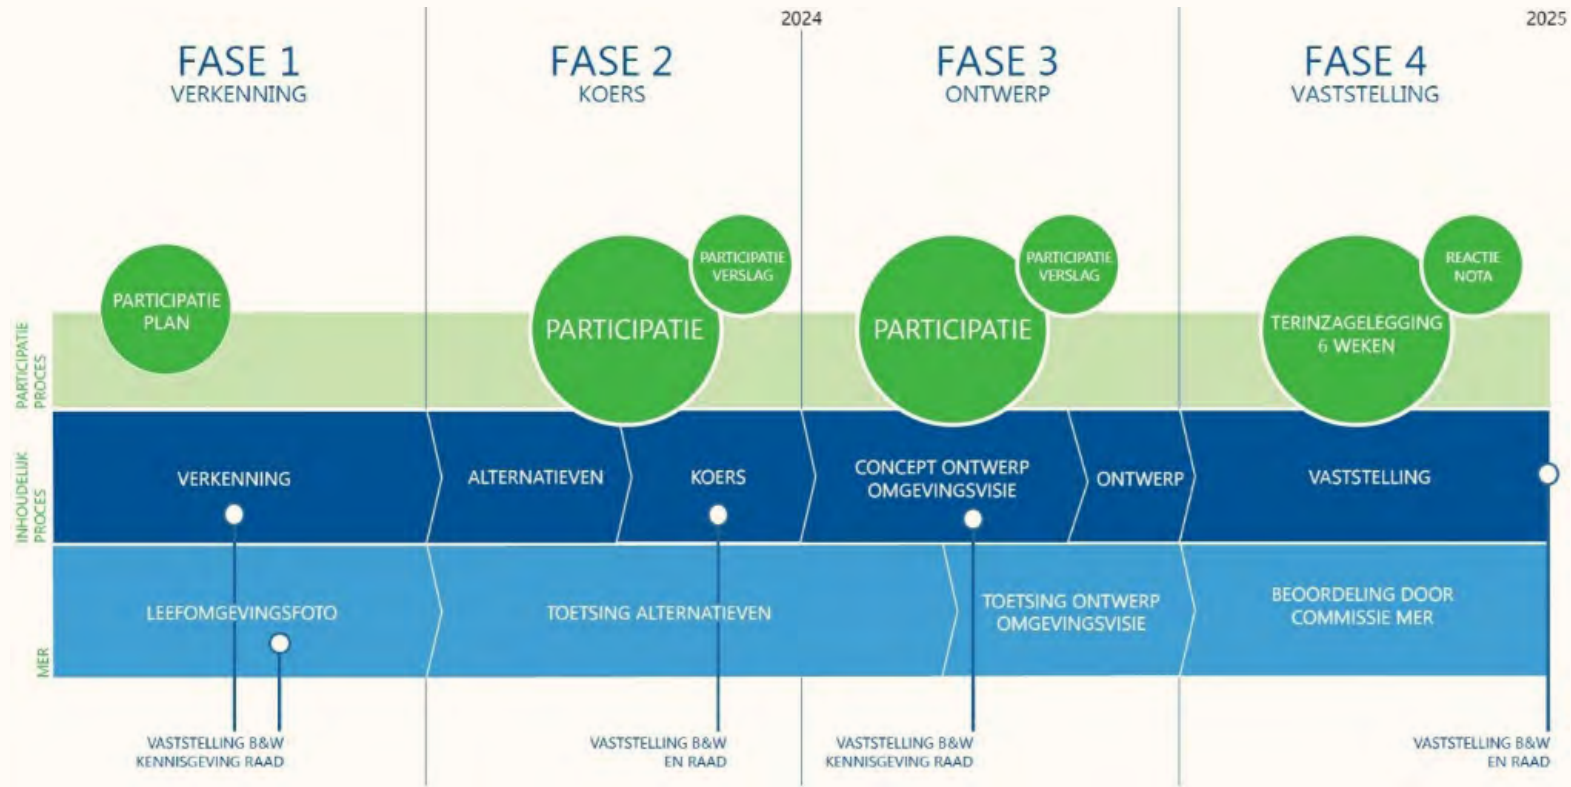 2024
2025
FASE 1
VERKENNING
FASE 2
KOERS
FASE 3
ONTWERP
FASE 4
VASTSTELLING
PARTICIPATIE
PROCES
PARTICIPATIE
PLAN
PARTICIPATIE
PARTICIPATIE
VERSLAG
PARTICIPATIE
PARTICIPATIE
VERSLAG
TERINZAGELEGGING
6 WEKEN
REACTIE
NOTA
INHOUDELIJK
PROCES
VERKENNING
ALTERNATIEVEN
KOERS
CONCEPT ONTWERP
OMGEVINGSVISIE
ONTWERP
VASTSTELLING
MER
LEEFOMGEVINGSFOTO
TOETSING ALTERNATIEVEN
TOETSING ONTWERP
OMGEVINGSVISIE
BEOORDELING DOOR
COMMISSIE MER
VASTSTELLING B&W
KENNISGEVING RAAD
VASTSTELLING B&W
EN RAAD
VASTSTELLING B&W
KENNISGEVING RAAD
VASTSTELLING B&W
EN RAAD